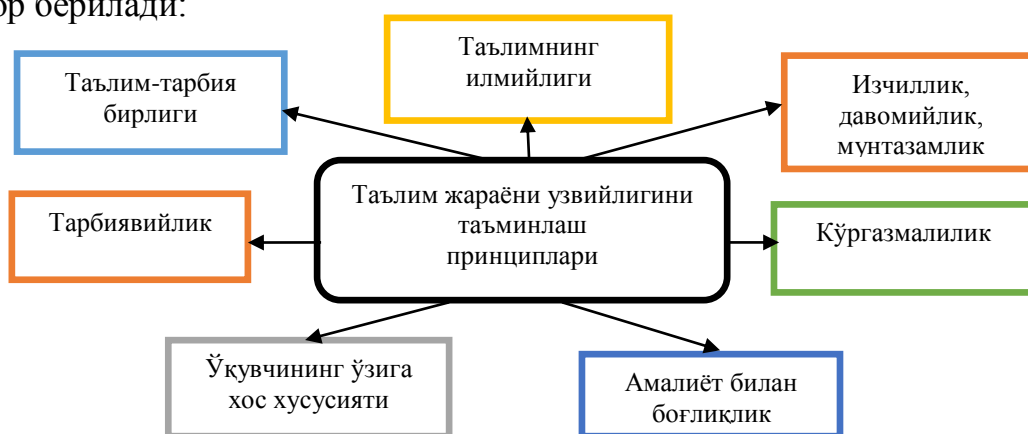 ор берилади:
Таълимнинг
илмийлиги
Таълим-тарбия
бирлиги
Изчиллик,
давомийлик,
мунтазамлик
Таълим жараёни узвийлигини
таъминлаш
принциплари
Тарбиявийлик
Кўргазмалилик
Ўқувчининг ўзига
хос хусусияти
Амалиёт билан
боғлиқлик